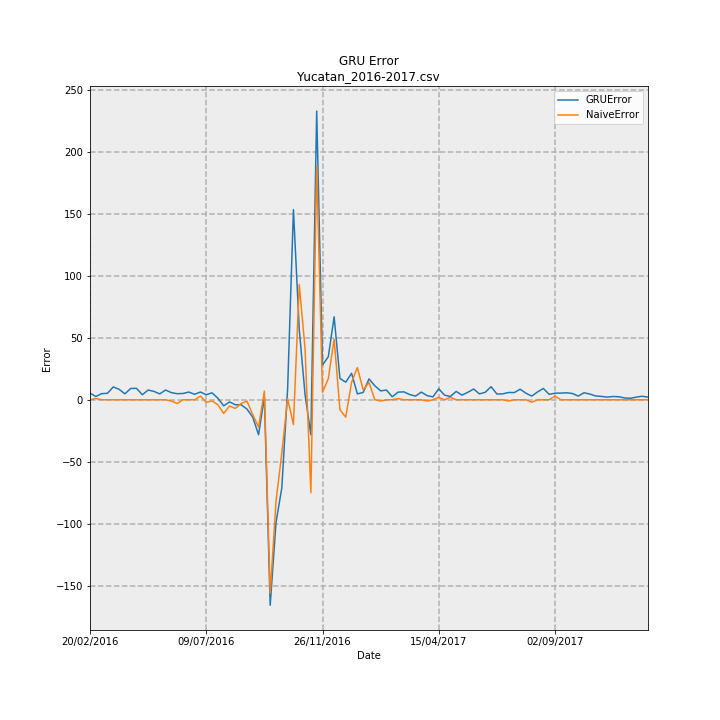 GRU Error
Yucatan_2016-2017.csv
GRUError
NaiveError
250
200
150
100
50
0
−50
−100
−150
Error
20/02/2016
09/07/2016
26/11/2016
15/04/2017
02/09/2017
Date